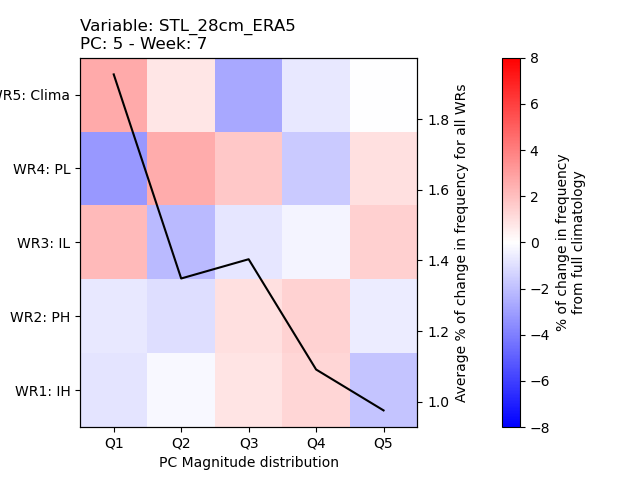 Variable: STL_28cm_ERA5
PC: 5 - Week: 7
R5: Clima
WR4: PL
WR3: IL
WR2: PH
WR1: IH
Q1 Q2 Q3 Q4 Q5
PC Magnitude distribution
1.8
1.6
1.4
1.2
1.0
Average % of change in frequency for all WRs
8
6
4
2
0
−2
−4
−6
−8
% of change in frequency
from full climatology